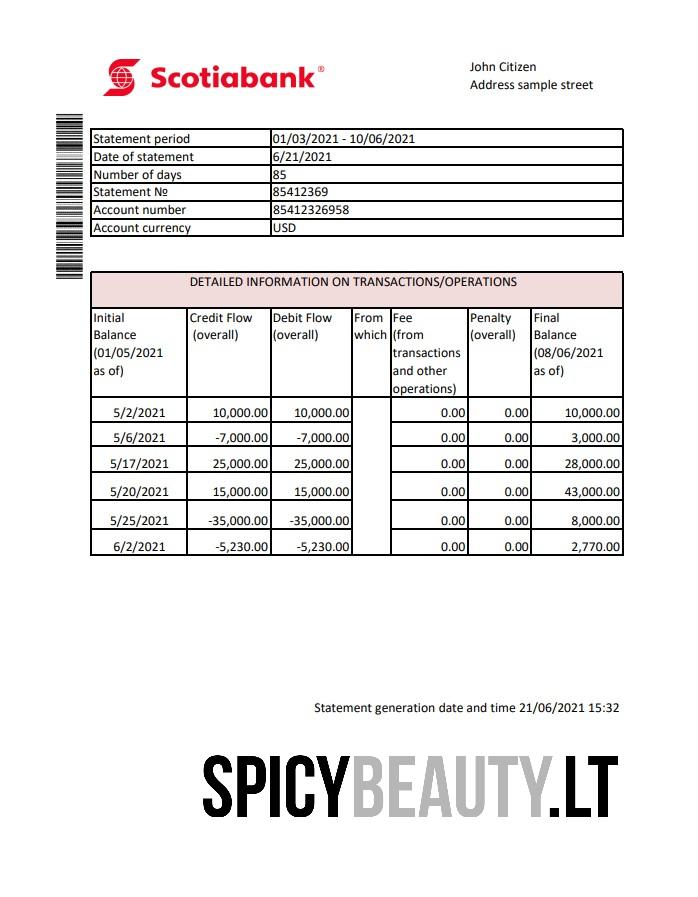 Scotiabank®
John Citizen
Address sample street
Statement period 01/03/2021 - 10/06/2021
Date of statement 6/21/2021
Number of days 85
Statement № 85412369
Account number 85412326958
Account currency USD
DETAILED INFORMATION ON TRANSACTIONS/OPERATIONS
Initial Balance (01/05/2021 as of) Credit Flow (overall) Debit Flow (overall) From which Fee (from transactions and other operations) Penalty (overall) Final Balance (08/06/2021 as of)
5/2/2021 10,000.00 10,000.00 0.00 0.00 10,000.00
5/6/2021 -7,000.00 -7,000.00 0.00 0.00 3,000.00
5/17/2021 25,000.00 25,000.00 0.00 0.00 28,000.00
5/20/2021 15,000.00 15,000.00 0.00 0.00 43,000.00
5/25/2021 -35,000.00 -35,000.00 0.00 0.00 8,000.00
6/2/2021 -5,230.00 -5,230.00 0.00 0.00 2,770.00
Statement generation date and time 21/06/2021 15:32
SPICYBEAUTY.LT